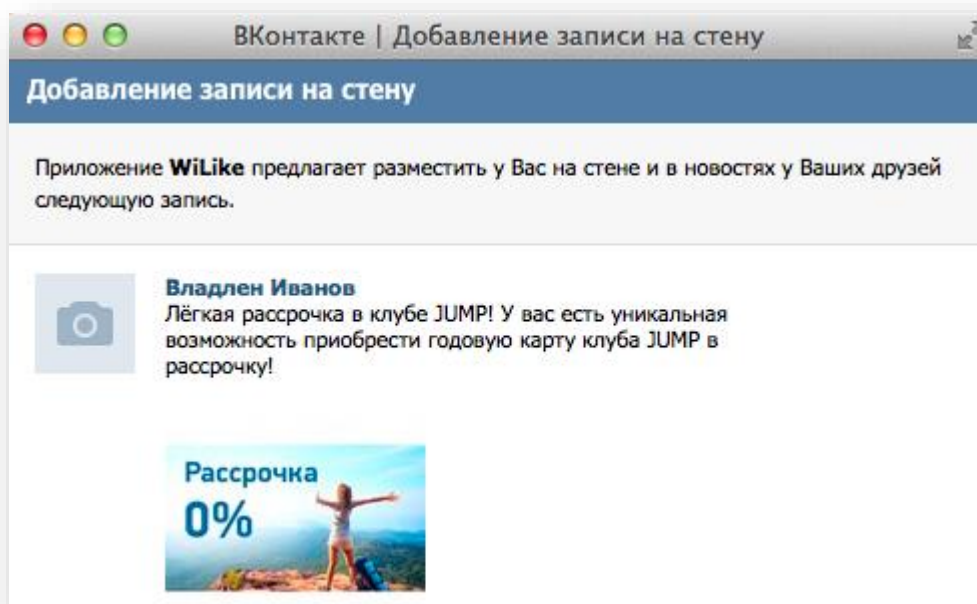 ВКонтакте | Добавление записи на стену
Добавление записи на стену
Приложение WiLike предлагает разместить у Вас на стене и в новостях у Ваших друзей
следующую запись.
Владлен Иванов
Лёгкая рассрочка в клубе JUMP! У вас есть уникальная
возможность приобрести годовую карту клуба JUMP в
рассрочку!
Рассрочка
0%